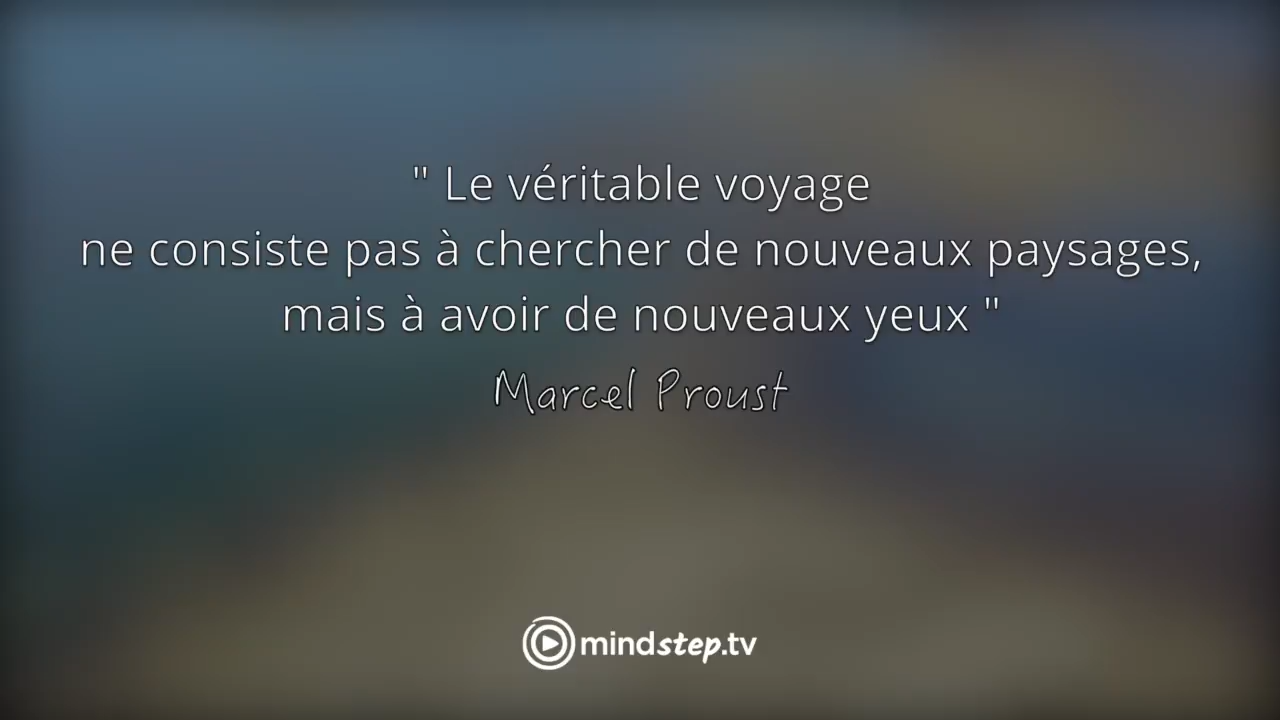 " Le véritable voyage
ne consiste pas à chercher de nouveaux paysages,
mais à avoir de nouveaux yeux "
Marcel Proust
mindstep.tv